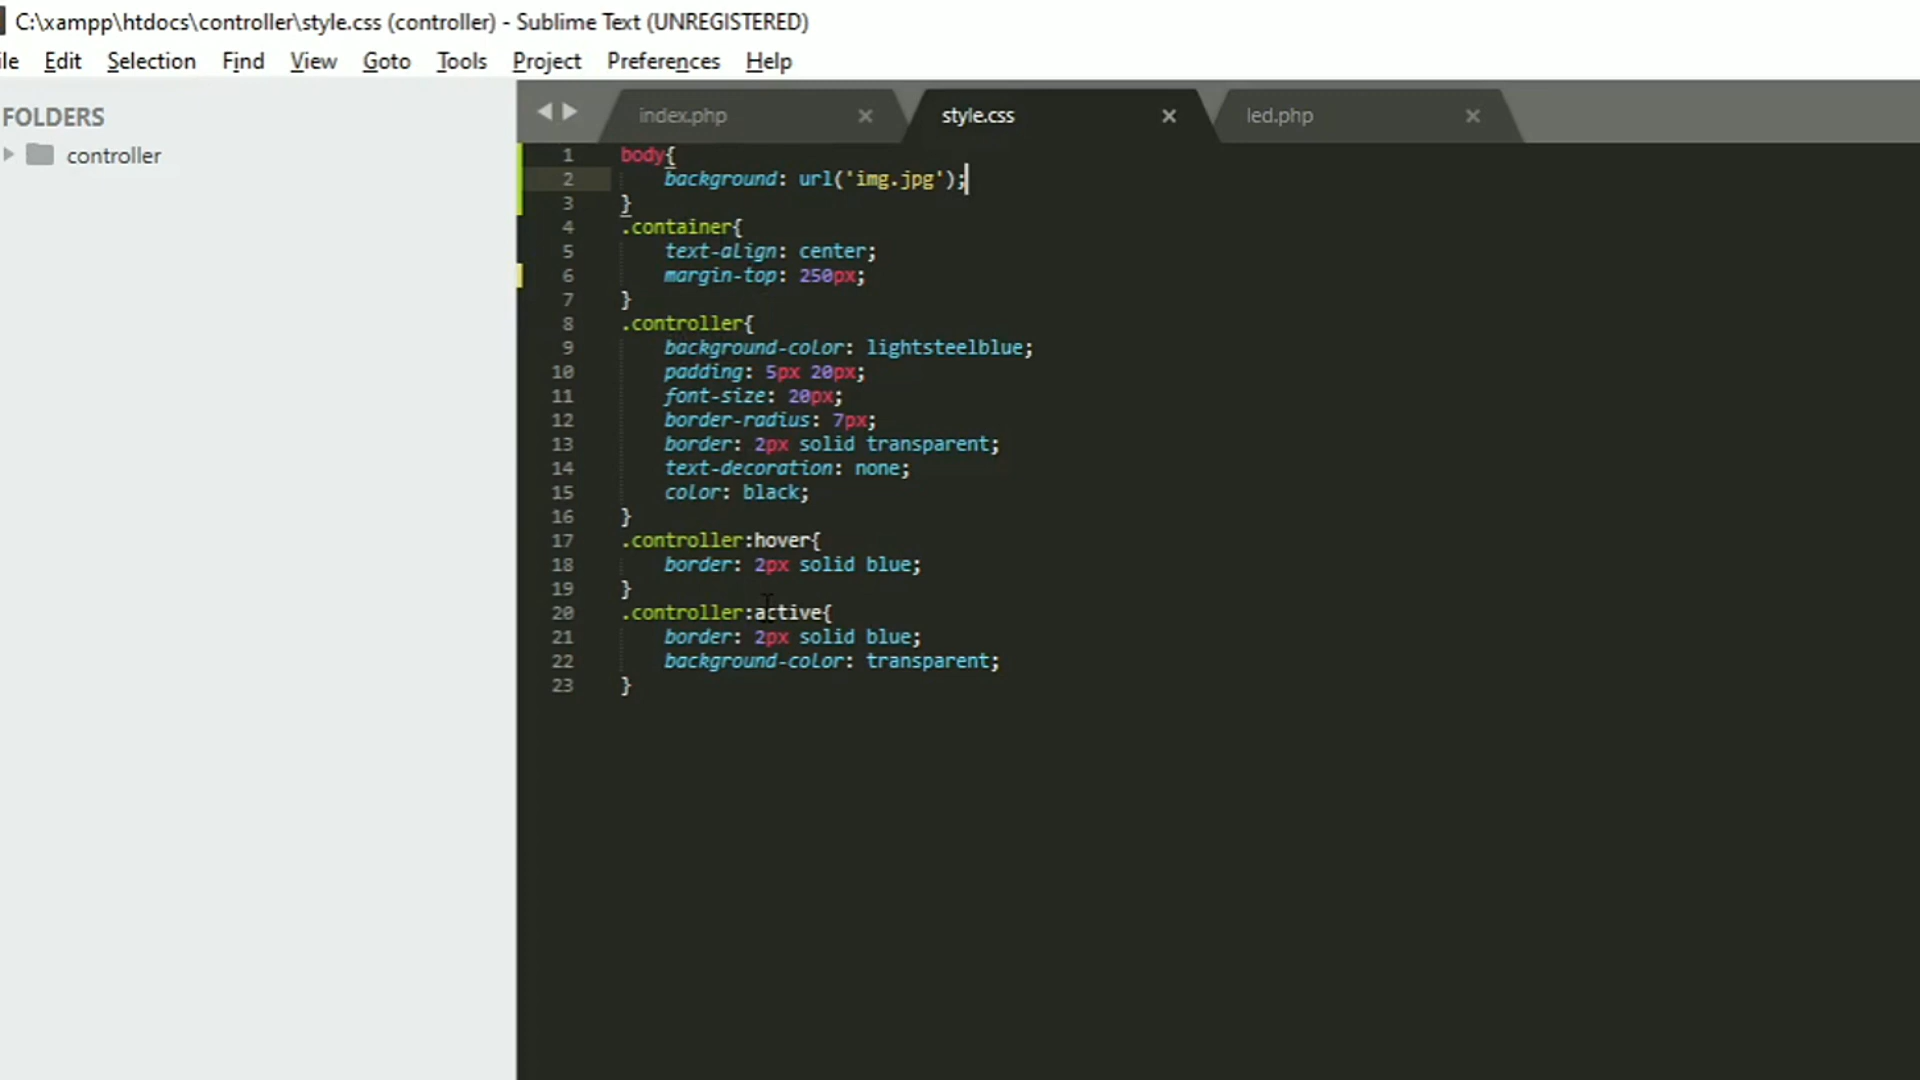 C:\xampp\htdocs\controller\style.css (controller) - Sublime Text (UNREGISTERED)
ile Edit Selection Find View Goto Tools Project Preferences Help
FOLDERS
controller
index.php style.css led.php
1 body{
2 background: url('img.jpg');
3 }
4 .container{
5 text-align: center;
6 margin-top: 250px;
7 }
8 .controller{
9 background-color: lightsteelblue;
10 padding: 5px 20px;
11 font-size: 20px;
12 border-radius: 7px;
13 border: 2px solid transparent;
14 text-decoration: none;
15 color: black;
16 }
17 .controller:hover{
18 border: 2px solid blue;
19 }
20 .controller:active{
21 border: 2px solid blue;
22 background-color: transparent;
23 }